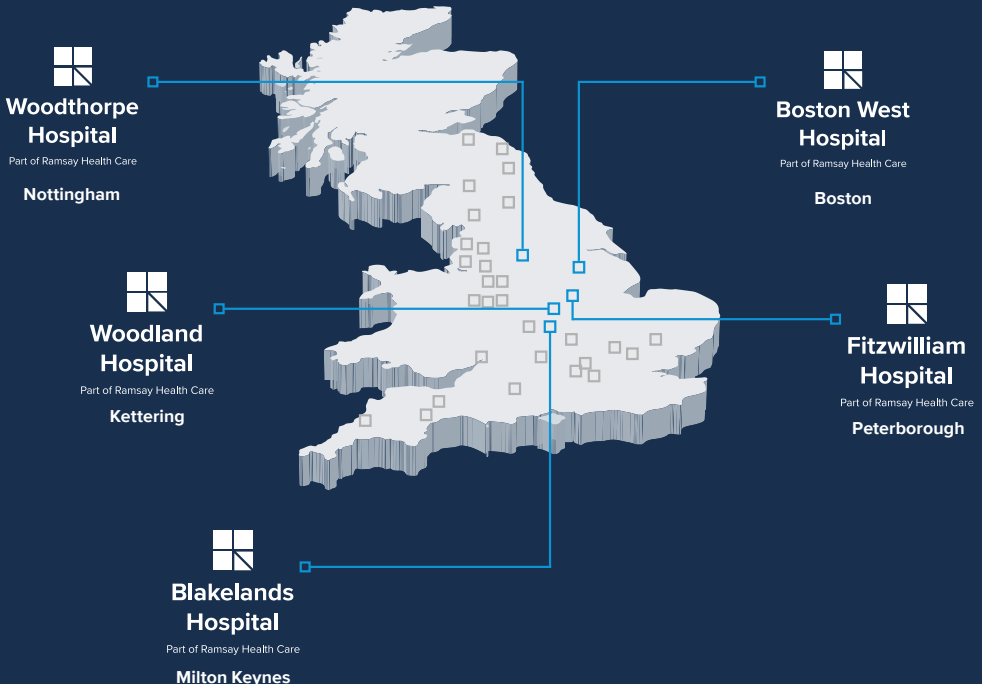 Woodthorpe
Hospital
Part of Ramsay Health Care
Nottingham
Boston West
Hospital
Part of Ramsay Health Care
Boston
Woodland
Hospital
Part of Ramsay Health Care
Kettering
Fitzwilliam
Hospital
Part of Ramsay Health Care
Peterborough
Blakelands
Hospital
Part of Ramsay Health Care
Milton Keynes